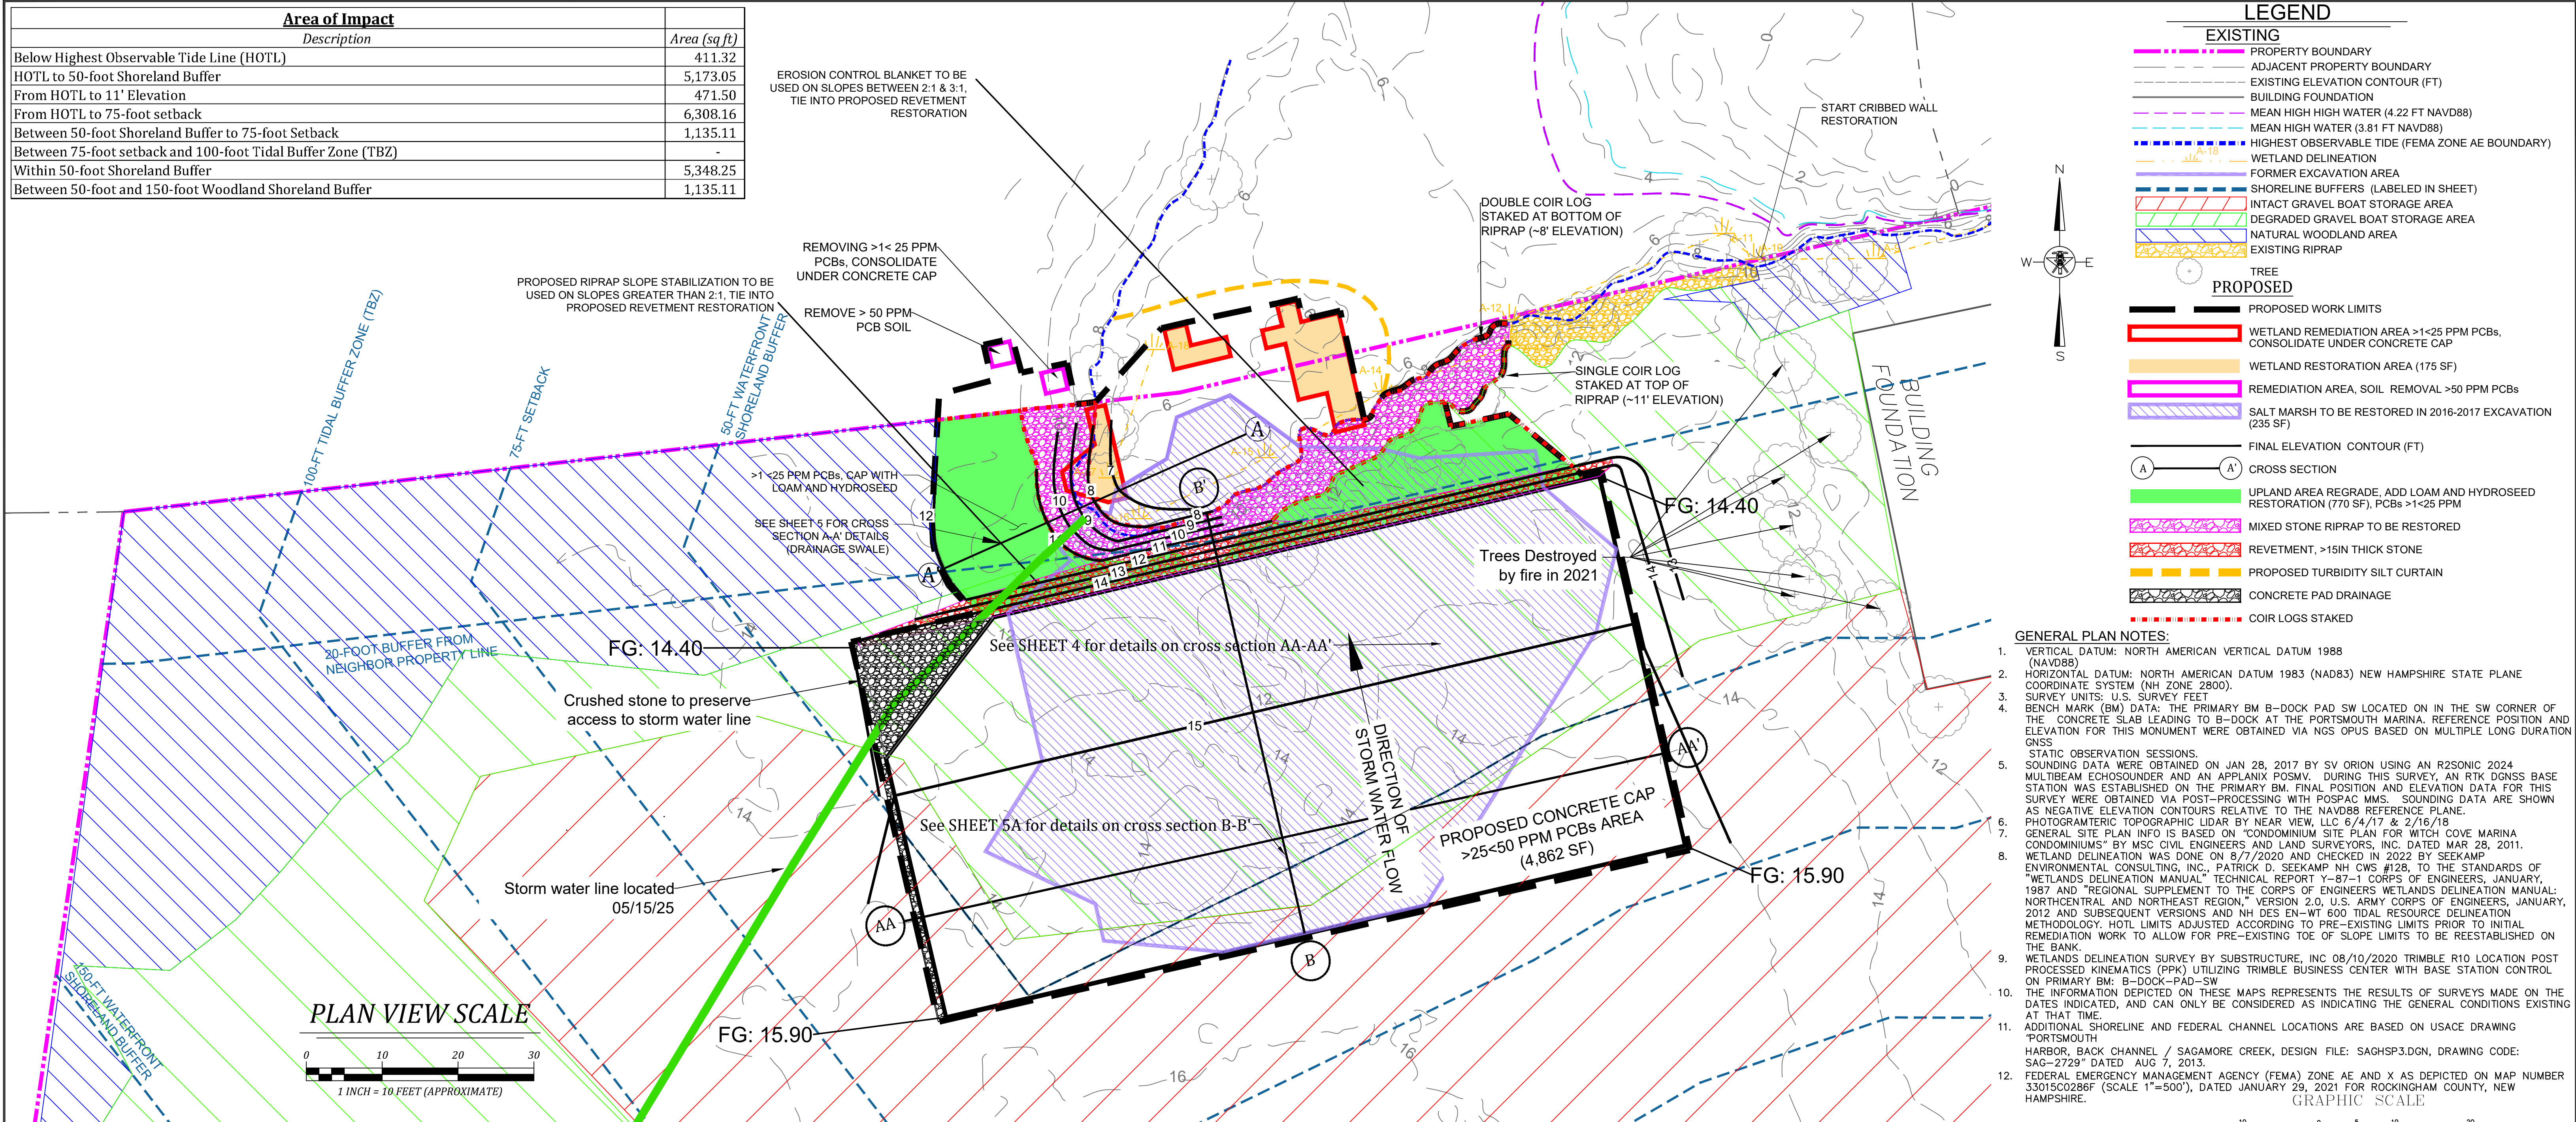 Area of Impact
Description Area (sq ft)
Below Highest Observable Tide Line (HOTL) 411.32
HOTL to 50-foot Shoreland Buffer 5,173.05
From HOTL to 11' Elevation 471.50
From HOTL to 75-foot setback 6,308.16
Between 50-foot Shoreland Buffer to 75-foot Setback 1,135.11
Between 75-foot setback and 100-foot Tidal Buffer Zone (TBZ) -
Within 50-foot Shoreland Buffer 5,348.25
Between 50-foot and 150-foot Woodland Shoreland Buffer 1,135.11
EROSION CONTROL BLANKET TO BE
USED ON SLOPES BETWEEN 2:1 & 3:1,
TIE INTO PROPOSED REVETMENT
RESTORATION
START CRIBBED WALL
RESTORATION
DOUBLE COIR LOG
STAKED AT BOTTOM OF
RIPRAP (~8' ELEVATION)
REMOVING >1< 25 PPM
PCBs, CONSOLIDATE
UNDER CONCRETE CAP
PROPOSED RIPRAP SLOPE STABILIZATION TO BE
USED ON SLOPES GREATER THAN 2:1, TIE INTO
PROPOSED REVETMENT RESTORATION
REMOVE > 50 PPM
PCB SOIL
SINGLE COIR LOG
STAKED AT TOP OF
RIPRAP (~11' ELEVATION)
100-FT TIDAL BUFFER ZONE (TBZ)
75-FT SETBACK
50-FT WATERFRONT
SHORELAND BUFFER
BUILDING
FOUNDATION
A-18
A-14
A-12
A-11
A-10
A-9
A-15
>1 <25 PPM PCBs, CAP WITH
LOAM AND HYDROSEED
SEE SHEET 5 FOR CROSS
SECTION A-A' DETAILS
(DRAINAGE SWALE)
A
A'
B'
7
8
9
10
12
8
9
10
11
12
13
14
FG: 14.40
Trees Destroyed
by fire in 2021
14
13
20-FOOT BUFFER FROM
NEIGHBOR PROPERTY LINE
FG: 14.40
See SHEET 4 for details on cross section AA-AA'
Crushed stone to preserve
access to storm water line
12
15
DIRECTION OF
STORM WATER FLOW
AA'
See SHEET 5A for details on cross section B-B'
PROPOSED CONCRETE CAP
>25<50 PPM PCBs AREA
(4,862 SF)
FG: 15.90
Storm water line located
05/15/25
AA
B
FG: 15.90
16
16
14
12
14
150-FT WATERFRONT
SHORELAND BUFFER
PLAN VIEW SCALE
0 10 20 30
1 INCH = 10 FEET (APPROXIMATE)
N
W E
S
LEGEND
EXISTING
PROPERTY BOUNDARY
ADJACENT PROPERTY BOUNDARY
EXISTING ELEVATION CONTOUR (FT)
BUILDING FOUNDATION
MEAN HIGH HIGH WATER (4.22 FT NAVD88)
MEAN HIGH WATER (3.81 FT NAVD88)
HIGHEST OBSERVABLE TIDE (FEMA ZONE AE BOUNDARY)
A-18 WETLAND DELINEATION
FORMER EXCAVATION AREA
SHORELINE BUFFERS (LABELED IN SHEET)
INTACT GRAVEL BOAT STORAGE AREA
DEGRADED GRAVEL BOAT STORAGE AREA
NATURAL WOODLAND AREA
EXISTING RIPRAP
TREE
PROPOSED
PROPOSED WORK LIMITS
WETLAND REMEDIATION AREA >1<25 PPM PCBs,
CONSOLIDATE UNDER CONCRETE CAP
WETLAND RESTORATION AREA (175 SF)
REMEDIATION AREA, SOIL REMOVAL >50 PPM PCBs
SALT MARSH TO BE RESTORED IN 2016-2017 EXCAVATION
(235 SF)
FINAL ELEVATION CONTOUR (FT)
A A' CROSS SECTION
UPLAND AREA REGRADE, ADD LOAM AND HYDROSEED
RESTORATION (770 SF), PCBs >1<25 PPM
MIXED STONE RIPRAP TO BE RESTORED
REVETMENT, >15IN THICK STONE
PROPOSED TURBIDITY SILT CURTAIN
CONCRETE PAD DRAINAGE
COIR LOGS STAKED
GENERAL PLAN NOTES:
1. VERTICAL DATUM: NORTH AMERICAN VERTICAL DATUM 1988
(NAVD88)
2. HORIZONTAL DATUM: NORTH AMERICAN DATUM 1983 (NAD83) NEW HAMPSHIRE STATE PLANE
COORDINATE SYSTEM (NH ZONE 2800).
3. SURVEY UNITS: U.S. SURVEY FEET
4. BENCH MARK (BM) DATA: THE PRIMARY BM B-DOCK PAD SW LOCATED ON IN THE SW CORNER OF
THE CONCRETE SLAB LEADING TO B-DOCK AT THE PORTSMOUTH MARINA. REFERENCE POSITION AND
ELEVATION FOR THIS MONUMENT WERE OBTAINED VIA NGS OPUS BASED ON MULTIPLE LONG DURATION
GNSS
STATIC OBSERVATION SESSIONS.
5. SOUNDING DATA WERE OBTAINED ON JAN 28, 2017 BY SV ORION USING AN R2SONIC 2024
MULTIBEAM ECHOSOUNDER AND AN APPLANIX POSMV. DURING THIS SURVEY, AN RTK DGNSS BASE
STATION WAS ESTABLISHED ON THE PRIMARY BM. FINAL POSITION AND ELEVATION DATA FOR THIS
SURVEY WERE OBTAINED VIA POST-PROCESSING WITH POSPAC MMS. SOUNDING DATA ARE SHOWN
AS NEGATIVE ELEVATION CONTOURS RELATIVE TO THE NAVD88 REFERENCE PLANE.
6. PHOTOGRAMTERIC TOPOGRAPHIC LIDAR BY NEAR VIEW, LLC 6/4/17 & 2/16/18
7. GENERAL SITE PLAN INFO IS BASED ON "CONDOMINIUM SITE PLAN FOR WITCH COVE MARINA
CONDOMINIUMS" BY MSC CIVIL ENGINEERS AND LAND SURVEYORS, INC. DATED MAR 28, 2011.
8. WETLAND DELINEATION WAS DONE ON 8/7/2020 AND CHECKED IN 2022 BY SEEKAMP
ENVIRONMENTAL CONSULTING, INC., PATRICK D. SEEKAMP NH CWS #128, TO THE STANDARDS OF
"WETLANDS DELINEATION MANUAL" TECHNICAL REPORT Y-87-1 CORPS OF ENGINEERS, JANUARY,
1987 AND "REGIONAL SUPPLEMENT TO THE CORPS OF ENGINEERS WETLANDS DELINEATION MANUAL:
NORTHCENTRAL AND NORTHEAST REGION," VERSION 2.0, U.S. ARMY CORPS OF ENGINEERS, JANUARY,
2012 AND SUBSEQUENT VERSIONS AND NH DES EN-WT 600 TIDAL RESOURCE DELINEATION
METHODOLOGY. HOTL LIMITS ADJUSTED ACCORDING TO PRE-EXISTING LIMITS PRIOR TO INITIAL
REMEDIATION WORK TO ALLOW FOR PRE-EXISTING TOE OF SLOPE LIMITS TO BE REESTABLISHED ON
THE BANK.
9. WETLANDS DELINEATION SURVEY BY SUBSTRUCTURE, INC 08/10/2020 TRIMBLE R10 LOCATION POST
PROCESSED KINEMATICS (PPK) UTILIZING TRIMBLE BUSINESS CENTER WITH BASE STATION CONTROL
ON PRIMARY BM: B-DOCK-PAD-SW
10. THE INFORMATION DEPICTED ON THESE MAPS REPRESENTS THE RESULTS OF SURVEYS MADE ON THE
DATES INDICATED, AND CAN ONLY BE CONSIDERED AS INDICATING THE GENERAL CONDITIONS EXISTING
AT THAT TIME.
11. ADDITIONAL SHORELINE AND FEDERAL CHANNEL LOCATIONS ARE BASED ON USACE DRAWING
"PORTSMOUTH
HARBOR, BACK CHANNEL / SAGAMORE CREEK, DESIGN FILE: SAGHSP3.DGN, DRAWING CODE:
SAG-2729" DATED AUG 7, 2013.
12. FEDERAL EMERGENCY MANAGEMENT AGENCY (FEMA) ZONE AE AND X AS DEPICTED ON MAP NUMBER
33015C0286F (SCALE 1"=500'), DATED JANUARY 29, 2021 FOR ROCKINGHAM COUNTY, NEW
HAMPSHIRE.
GRAPHIC SCALE